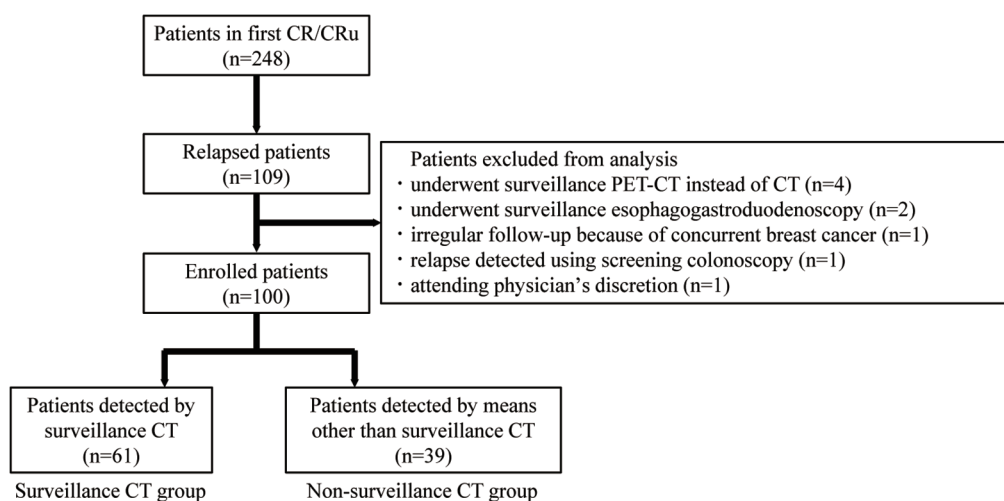 Patients in first CR/CRu
(n=248)
Relapsed patients
(n=109)
Patients excluded from analysis
・underwent surveillance PET-CT instead of CT (n=4)
・underwent surveillance esophagogastroduodenoscopy (n=2)
・irregular follow-up because of concurrent breast cancer (n=1)
・relapse detected using screening colonoscopy (n=1)
・attending physician’s discretion (n=1)
Enrolled patients
(n=100)
Patients detected by
surveillance CT
(n=61)
Surveillance CT group
Patients detected by means
other than surveillance CT
(n=39)
Non-surveillance CT group